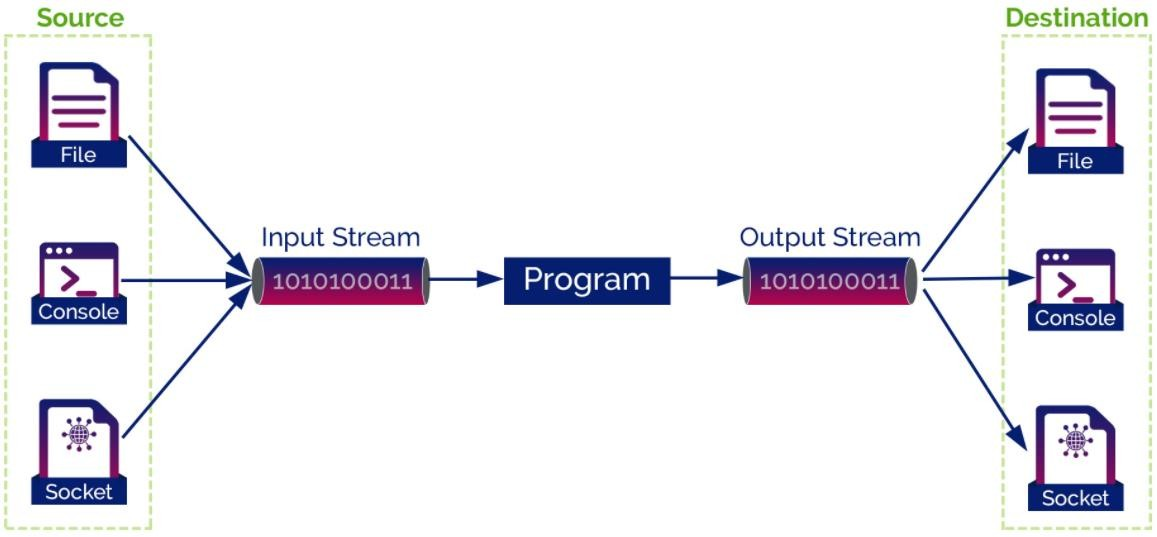 Source
Destination
File
Console
Socket
Input Stream
1010100011
Program
Output Stream
1010100011
File
Console
Socket